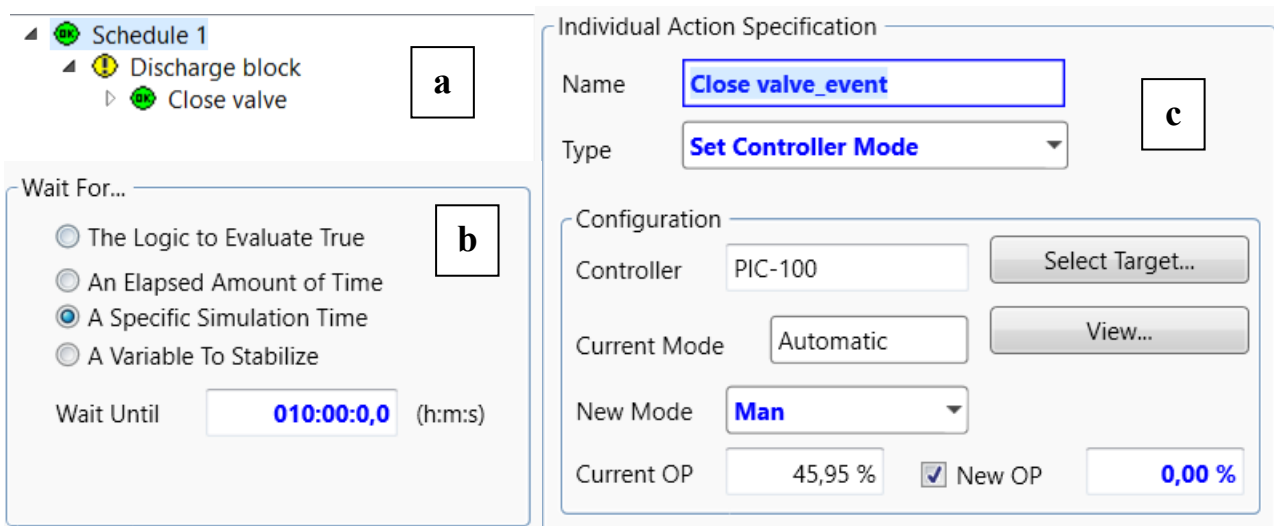 OK Schedule 1
Discharge block
OK Close valve
a
Wait For...
The Logic to Evaluate True
An Elapsed Amount of Time
A Specific Simulation Time
A Variable To Stabilize
Wait Until 010:00:0,0 (h:m:s)
b
Individual Action Specification
Name Close valve_event
Type Set Controller Mode
c
Configuration
Controller PIC-100 Select Target...
Current Mode Automatic View...
New Mode Man
Current OP 45,95 % New OP 0,00 %